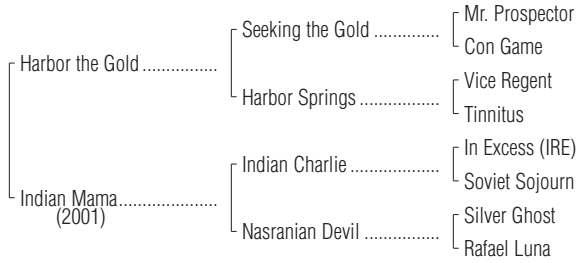 Mr. Prospector
Seeking the Gold ..............
Con Game
Harbor the Gold ................
Vice Regent
Harbor Springs .................
Tinnitus
In Excess (IRE)
Indian Charlie ...................
Soviet Sojourn
Indian Mama.....................
(2001)
Silver Ghost
Nasranian Devil ................
Rafael Luna